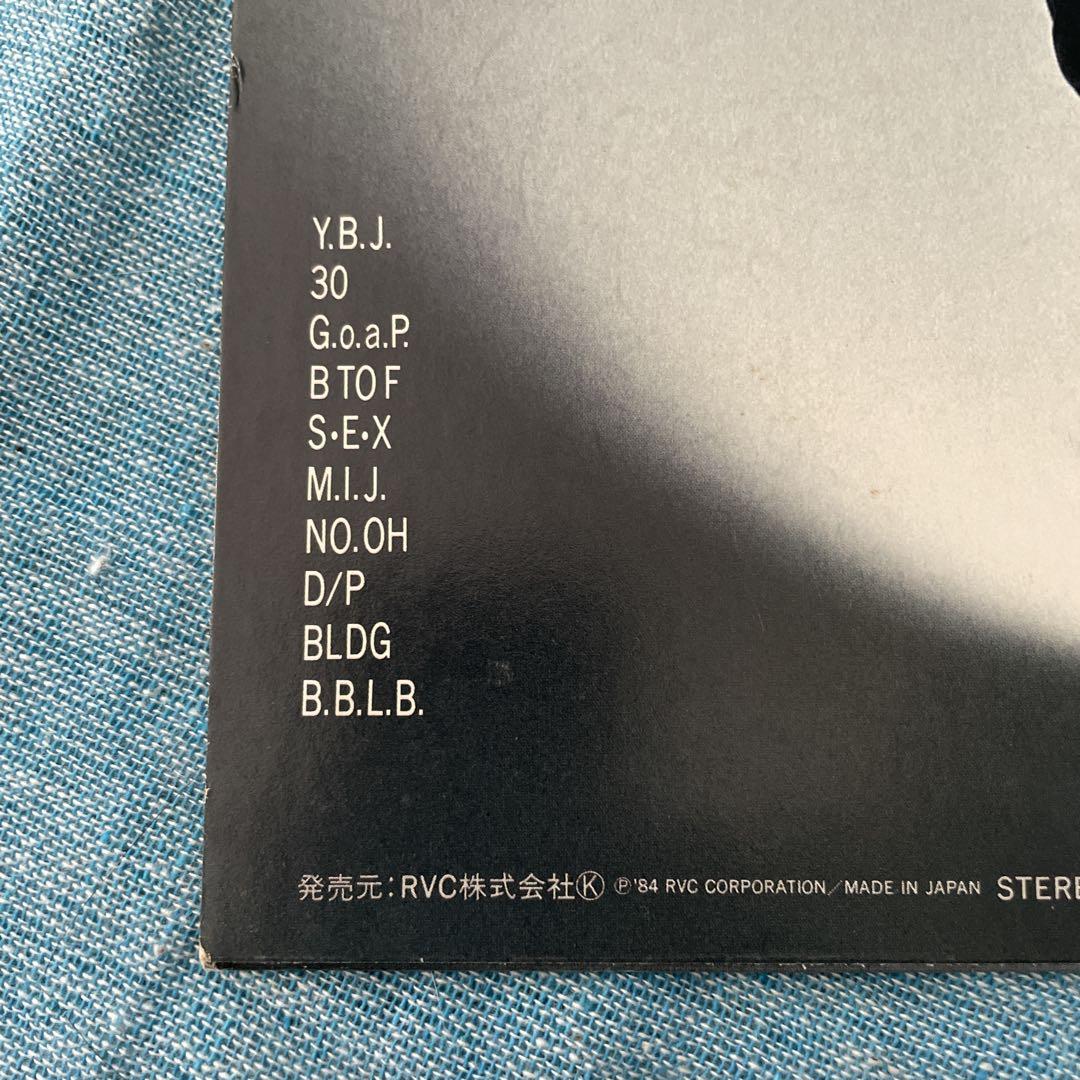 Y.B.J.
30
G.o.a.P.
B TO F
S•E•X
M.I.J.
NO.OH
D/P
BLDG
B.B.L.B.
発売元：RVC株式会社Ⓚ ℗'84 RVC CORPORATION／MADE IN JAPAN STERE